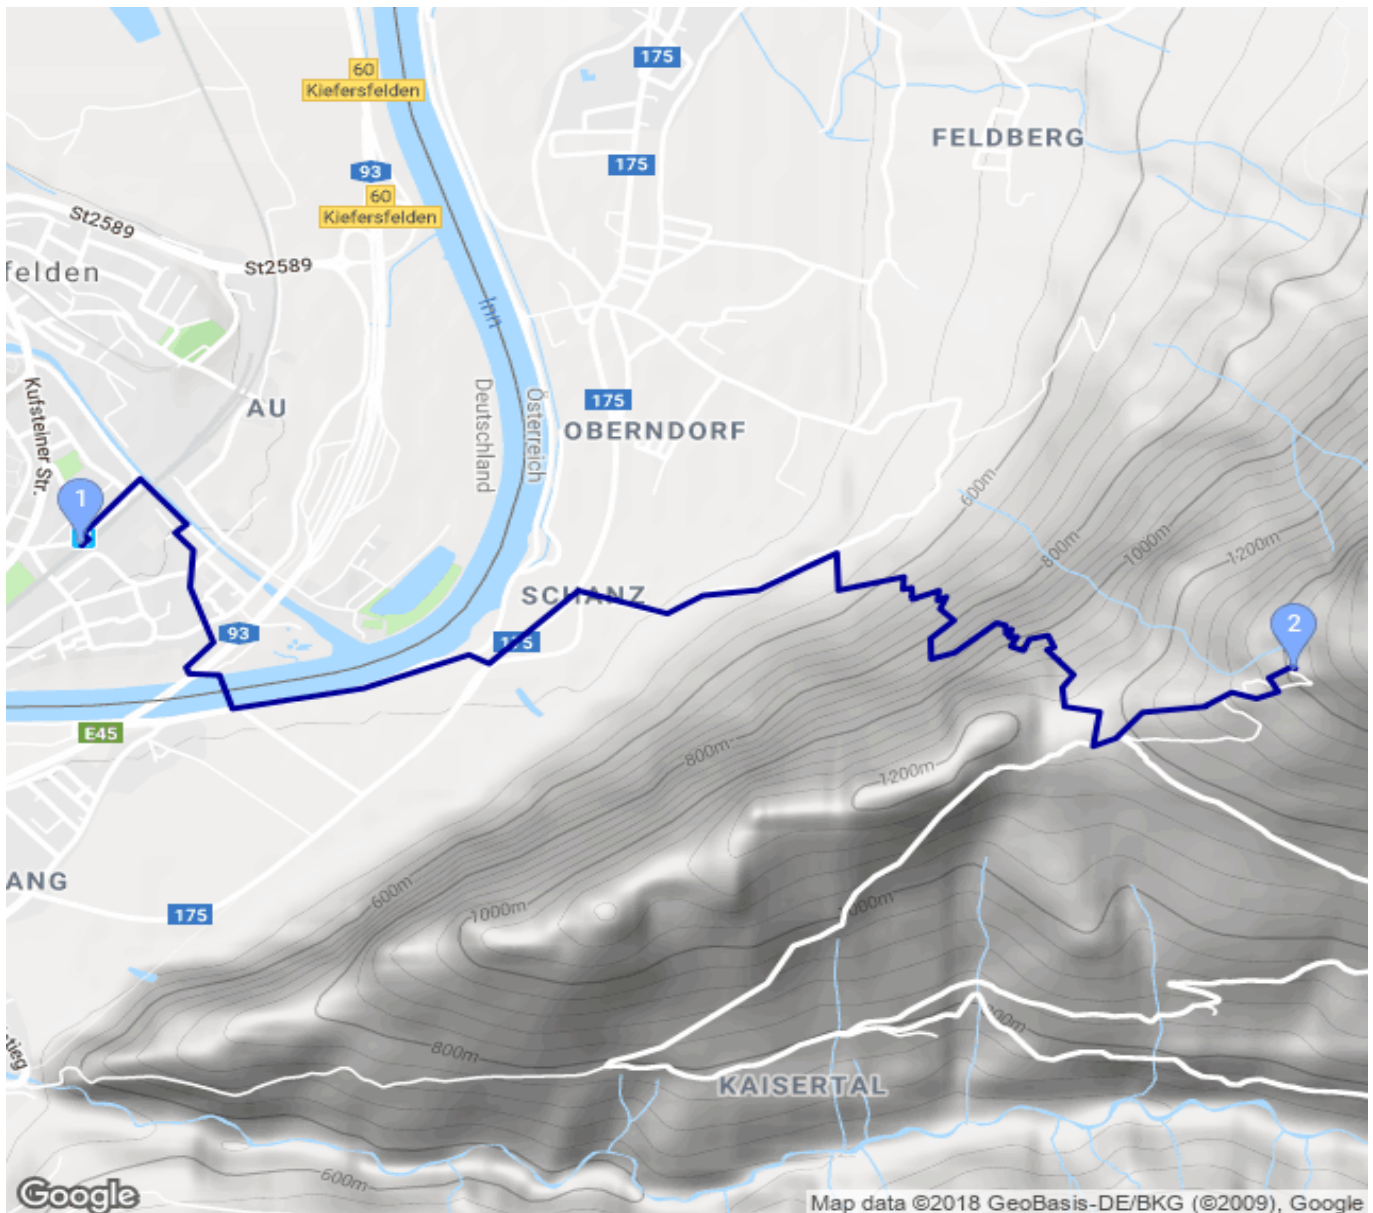 175
60
Kiefersfelden
FELDBERG
175
93
60
Kiefersfelden
St2589
St2589
felden
Inn
Kufsteiner Str.
Deutschland
Österreich
175
AU
OBERNDORF
600m
1
800m
1000m
1200m
SCHANZ
2
93
175
E45
800m
1200m
ANG
600m
1000m
1000m
175
800m
KAISERTAL
600m
Google
Map data ©2018 GeoBasis-DE/BKG (©2009), Google